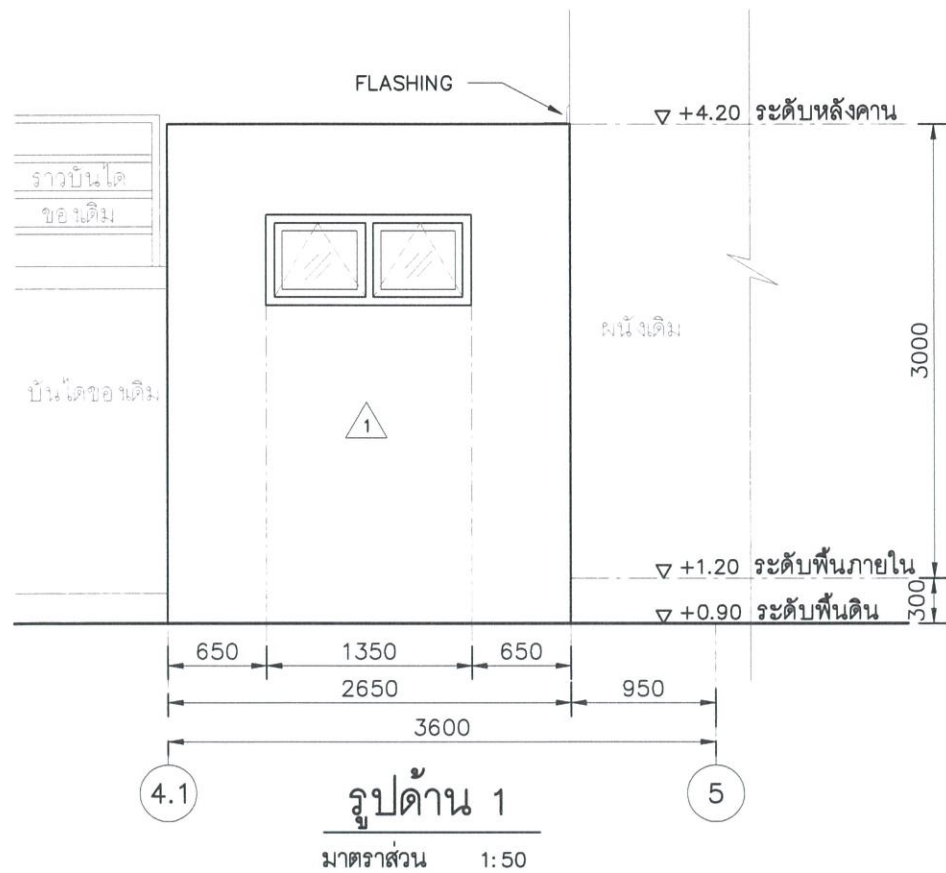 FLASHING
+4.20 ระดับหลังคาน
ราวบันได
ของเดิม
ผนังเดิม
3000
บันไดของเดิม
1
+1.20 ระดับพื้นภายใน
300
+0.90 ระดับพื้นดิน
650 1350 650
2650 950
3600
4.1 5
รูปด้าน 1
มาตราส่วน 1:50